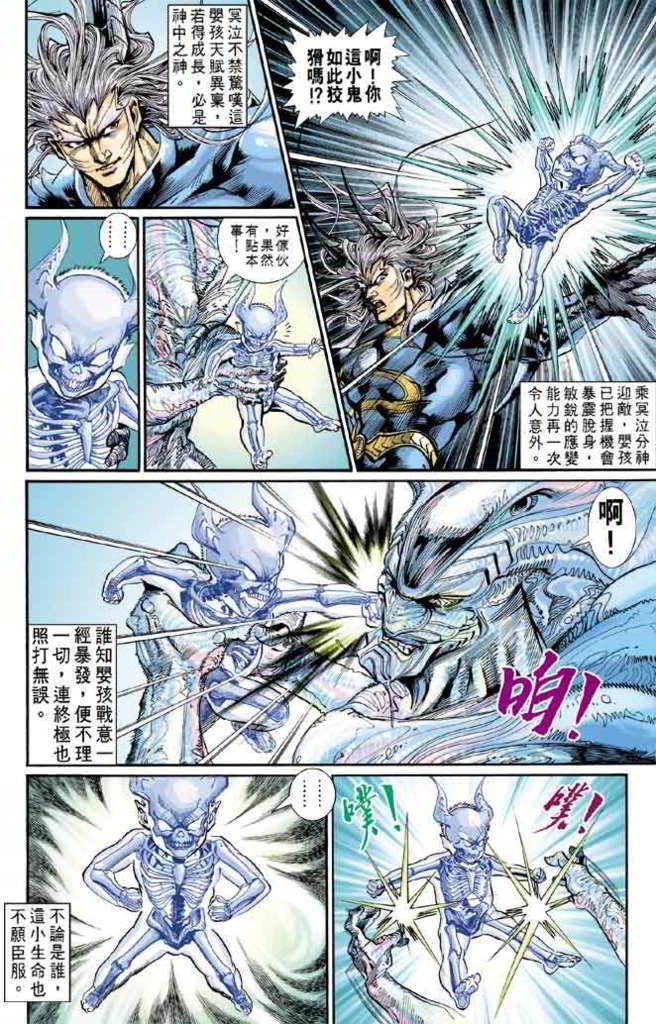 啊！你
這小鬼
如此狡
猾嗎!?
乘冥泣分神
迎敵，嬰孩
已把握機會
暴震脫身，
敏銳的應變
能力再一次
令人意外。
冥泣不禁驚嘆這
嬰孩天賦異稟，
若得成長，必是
神中之神。
好傢伙
，果然
有點本
事！
……
啊！
咱！
誰知嬰孩戰意一
經暴發，便不理
一切，連終極也
照打無誤。
噗！
噗！
……
不論是誰，
這小生命也
不願臣服。